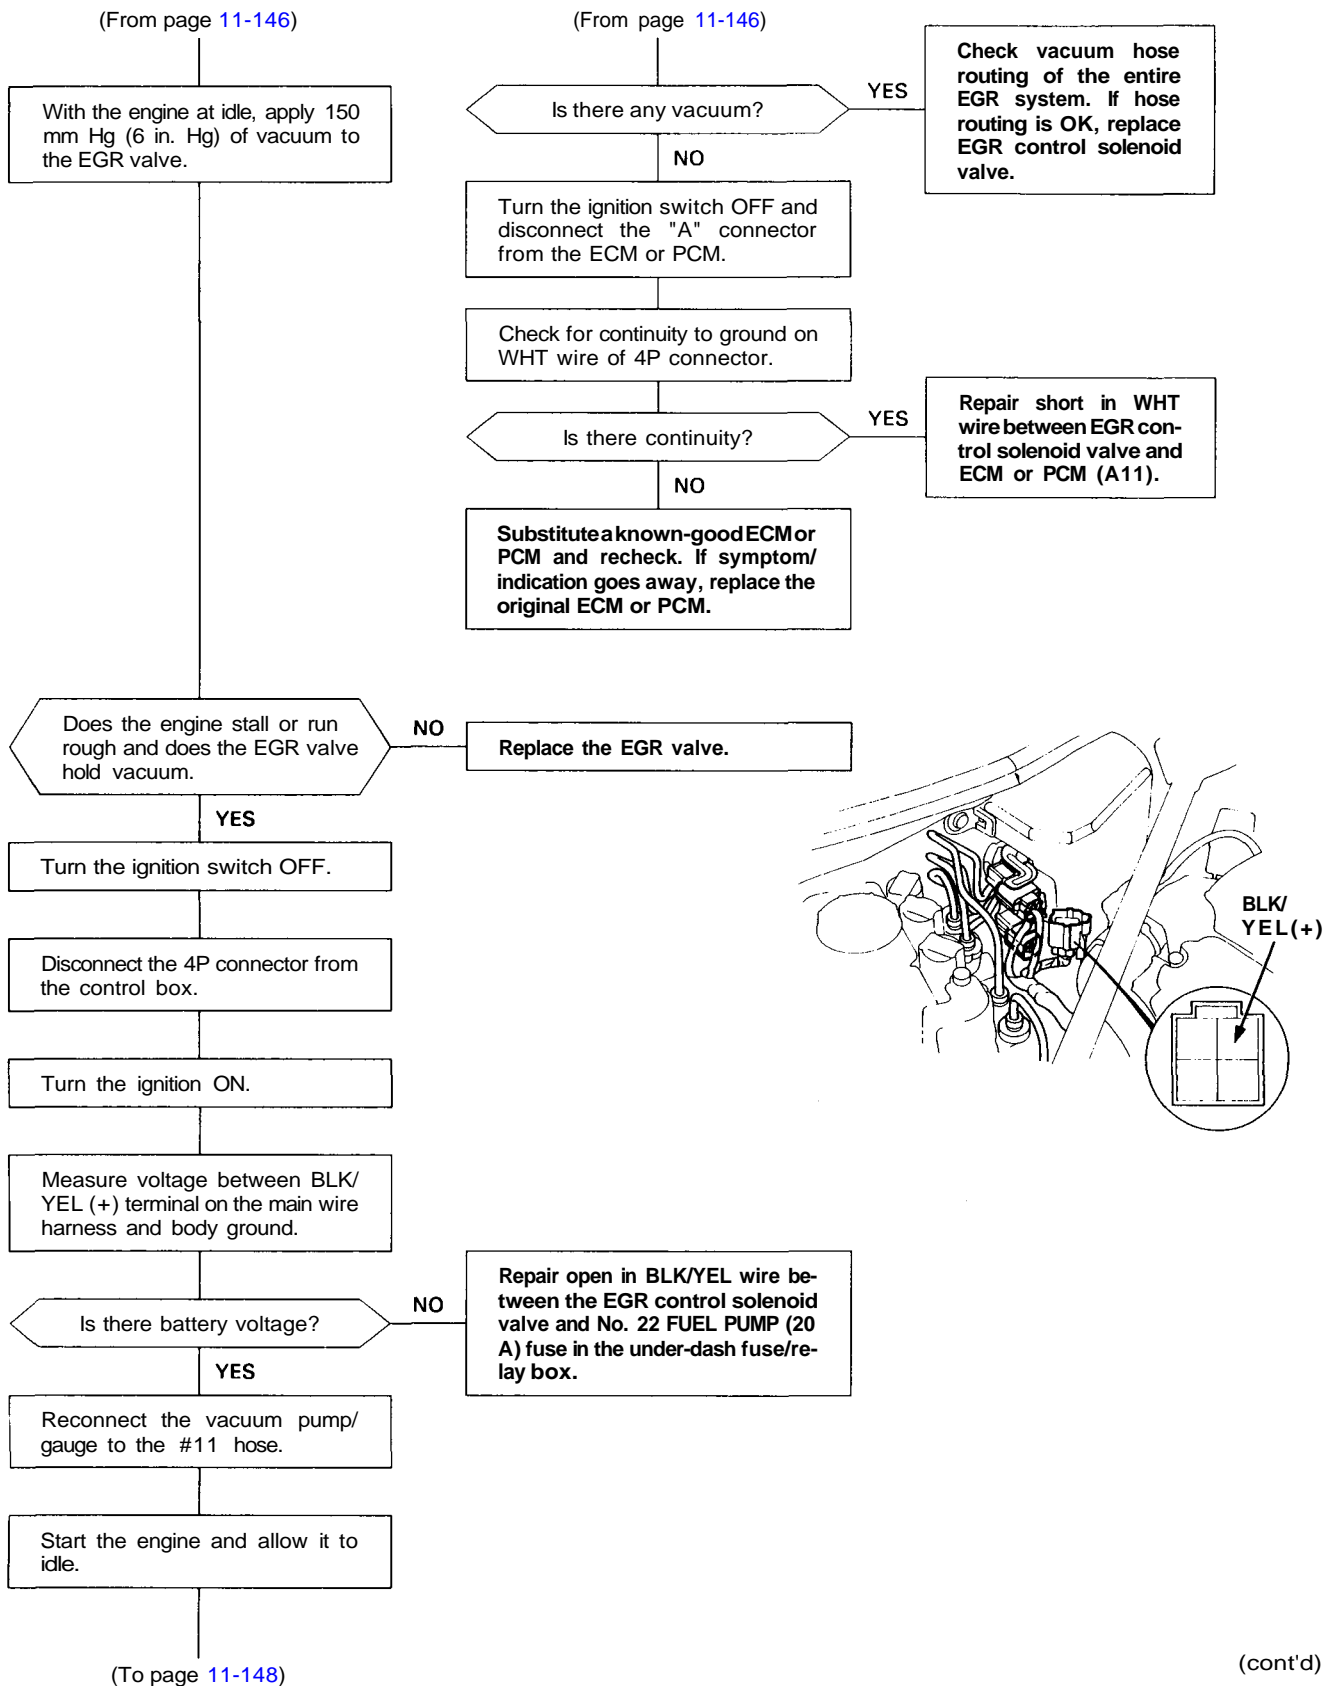 (From page 11-146)
With the engine at idle, apply 150
mm Hg (6 in. Hg) of vacuum to
the EGR valve.
(From page 11-146)
Is there any vacuum?
YES
Check vacuum hose
routing of the entire
EGR system. If hose
routing is OK, replace
EGR control solenoid
valve.
NO
Turn the ignition switch OFF and
disconnect the "A" connector
from the ECM or PCM.
Check for continuity to ground on
WHT wire of 4P connector.
Is there continuity?
YES
Repair short in WHT
wire between EGR con-
trol solenoid valve and
ECM or PCM (A11).
NO
Substitute a known-good ECM or
PCM and recheck. If symptom/
indication goes away, replace the
original ECM or PCM.
Does the engine stall or run
rough and does the EGR valve
hold vacuum.
NO
Replace the EGR valve.
YES
Turn the ignition switch OFF.
Disconnect the 4P connector from
the control box.
Turn the ignition ON.
Measure voltage between BLK/
YEL (+) terminal on the main wire
harness and body ground.
Is there battery voltage?
NO
Repair open in BLK/YEL wire be-
tween the EGR control solenoid
valve and No. 22 FUEL PUMP (20
A) fuse in the under-dash fuse/re-
lay box.
YES
Reconnect the vacuum pump/
gauge to the #11 hose.
Start the engine and allow it to
idle.
(To page 11-148)
BLK/
YEL(+)
(cont'd)